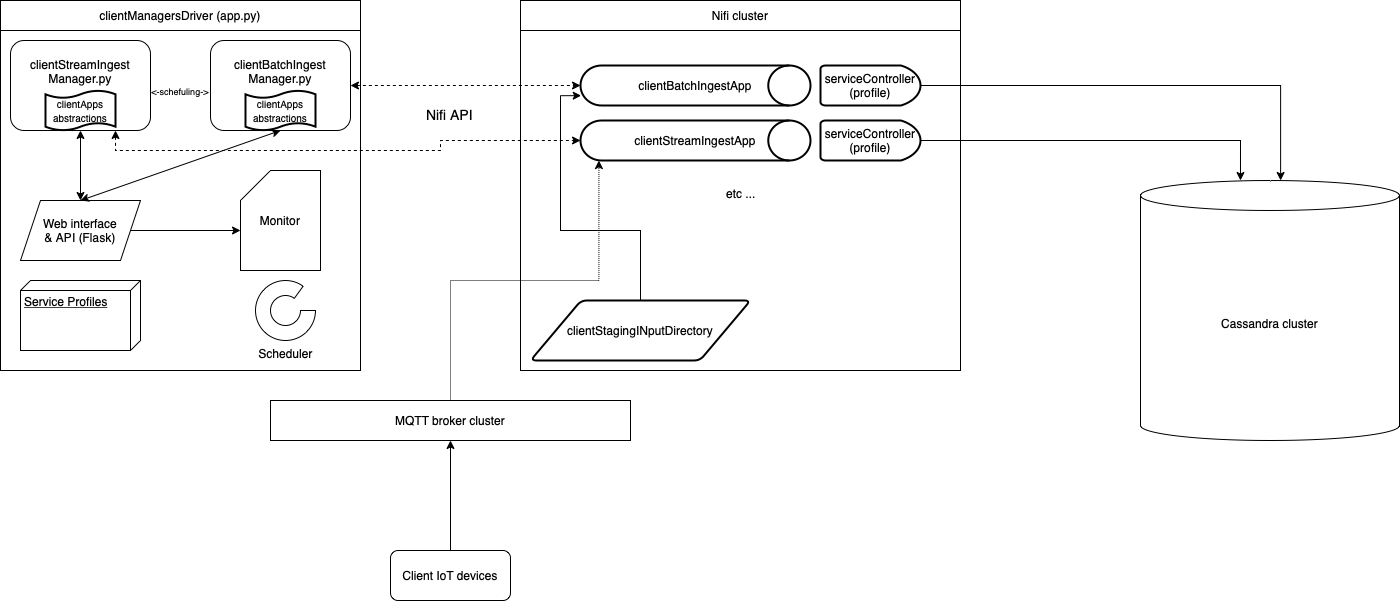 clientManagersDriver (app.py)
clientStreamIngest
Manager.py
clientApps
abstractions
<-schefuling->
clientBatchIngest
Manager.py
clientApps
abstractions
Web interface
& API (Flask)
Monitor
Service Profiles
Scheduler
Nifi API
Nifi cluster
clientBatchIngestApp
serviceController
(profile)
clientStreamIngestApp
serviceController
(profile)
etc ...
clientStagingINputDirectory
Cassandra cluster
MQTT broker cluster
Client IoT devices